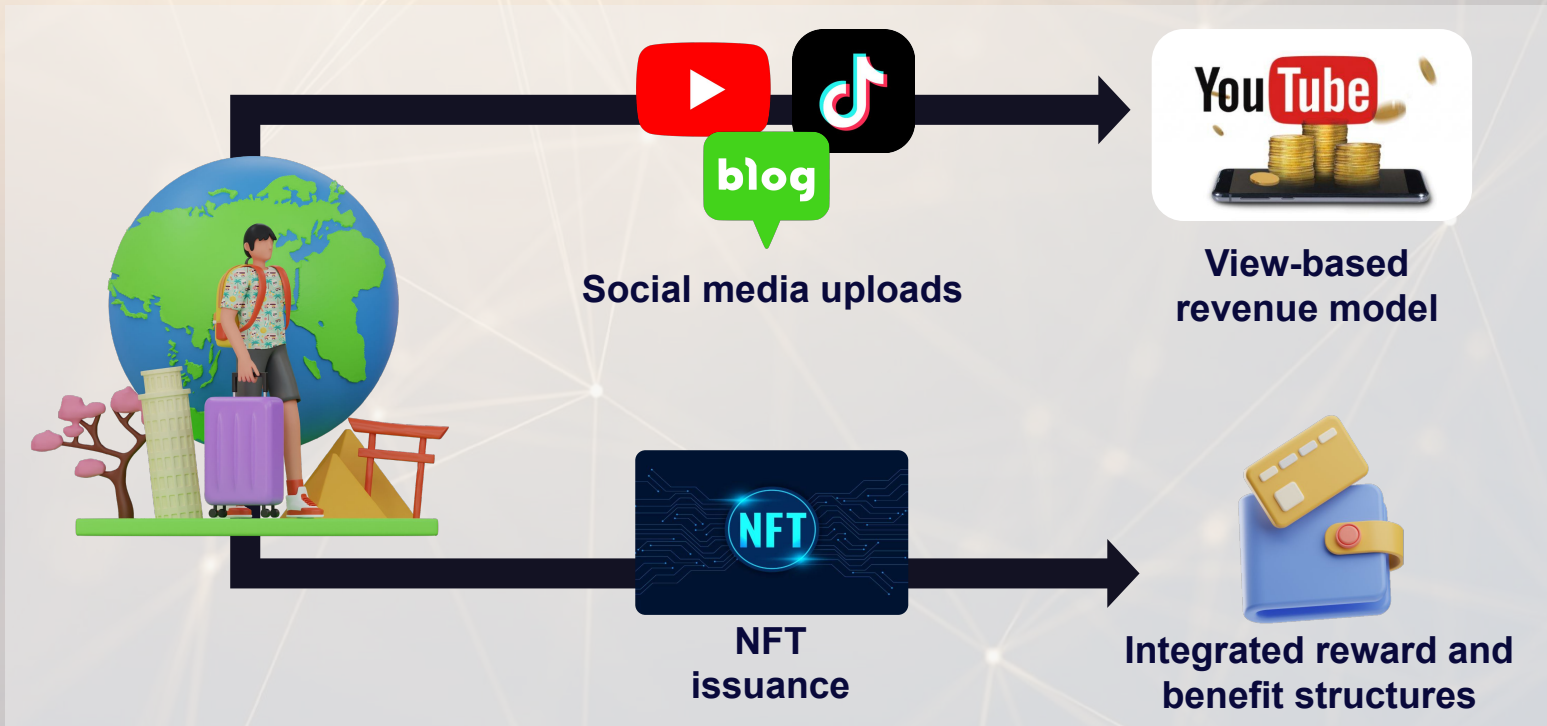 blog
Social media uploads
YouTube
View-based
revenue model
NFT
NFT
issuance
Integrated reward and
benefit structures